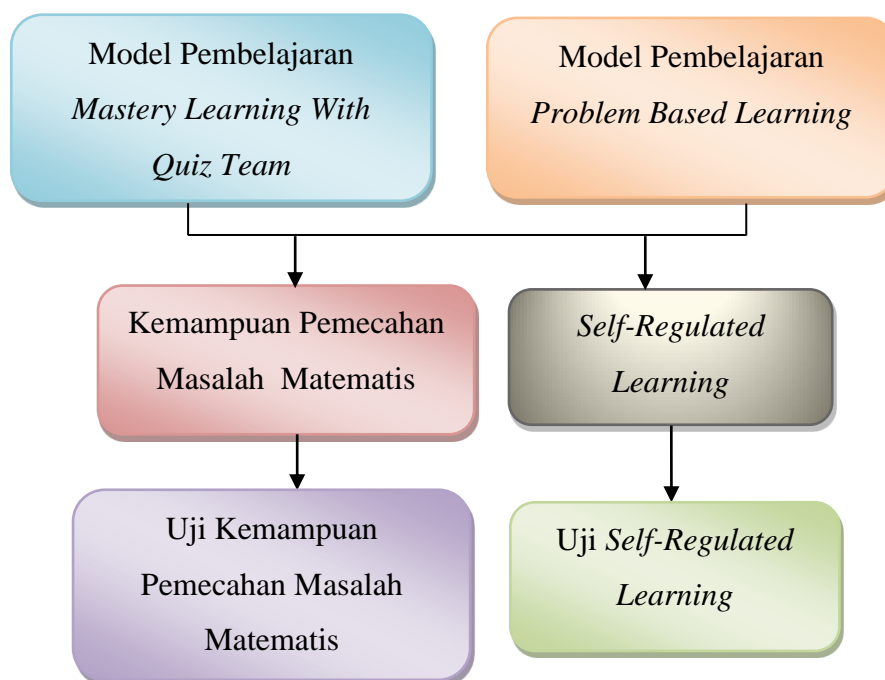 Model Pembelajaran
Mastery Learning With
Quiz Team
Model Pembelajaran
Problem Based Learning
Kemampuan Pemecahan
Masalah Matematis
Self-Regulated
Learning
Uji Kemampuan
Pemecahan Masalah
Matematis
Uji Self-Regulated
Learning